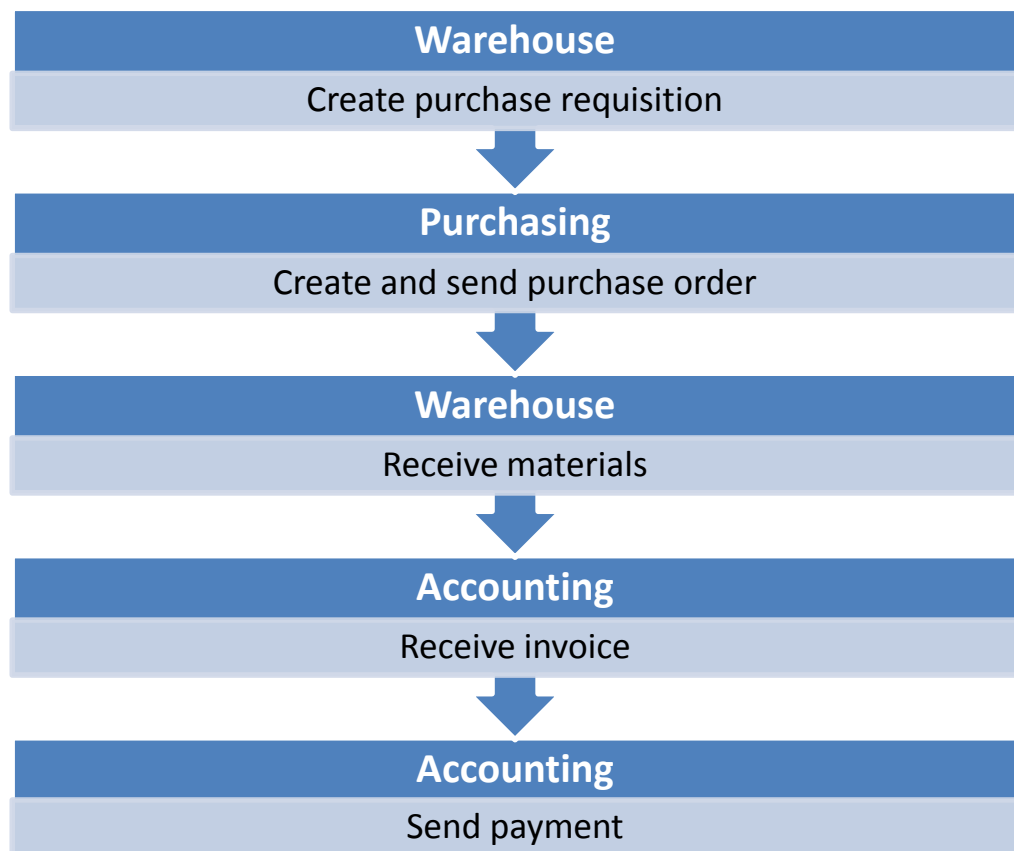 Warehouse
Create purchase requisition
Purchasing
Create and send purchase order
Warehouse
Receive materials
Accounting
Receive invoice
Accounting
Send payment